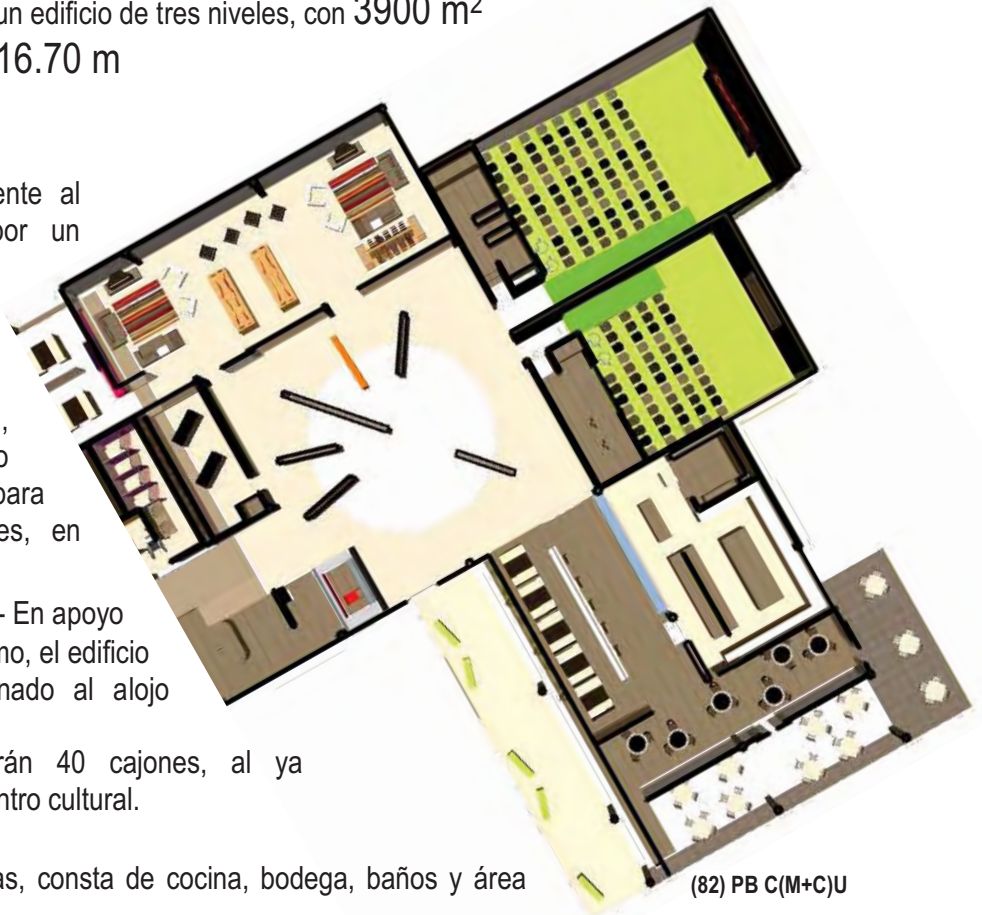 un edificio de tres niveles, con 3900 m²
16.70 m
ente al
por un
,
o
para
es, en
- En apoyo
mo, el edificio
nado al alojo
rán 40 cajones, al ya
ntro cultural.
as, consta de cocina, bodega, baños y área
(82) PB C(M+C)U